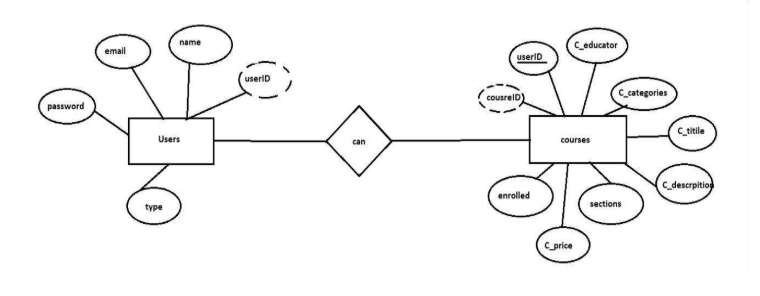 name
email
userID
password
Users
type
can
userID
C_educator
cousreID
C_categories
courses
C_titile
C_descrpition
enrolled
sections
C_price